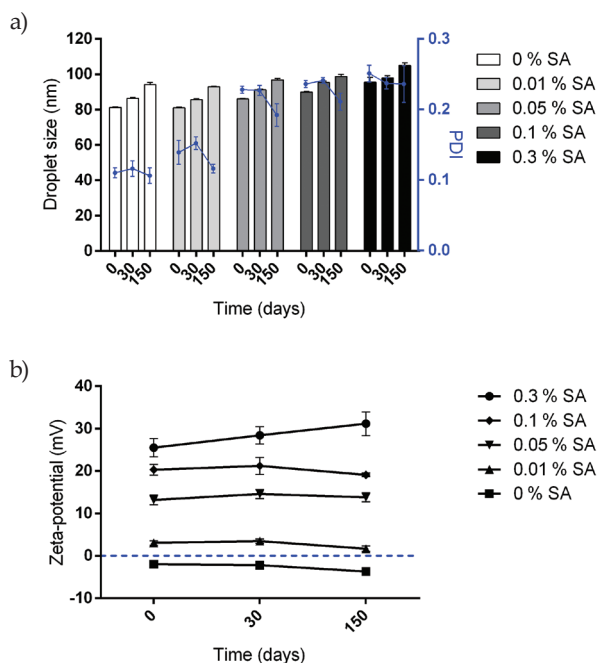 a)
120
100
80
60
40
20
0
Droplet size (nm)
0.3
0.2
0.1
0.0
PDI
0 30 150 0 30 150 0 30 150 0 30 150 0 30 150
Time (days)
0 % SA
0.01 % SA
0.05 % SA
0.1 % SA
0.3 % SA
b)
40
30
20
10
0
-10
Zeta-potential (mV)
0 30 150
Time (days)
0.3 % SA
0.1 % SA
0.05 % SA
0.01 % SA
0 % SA